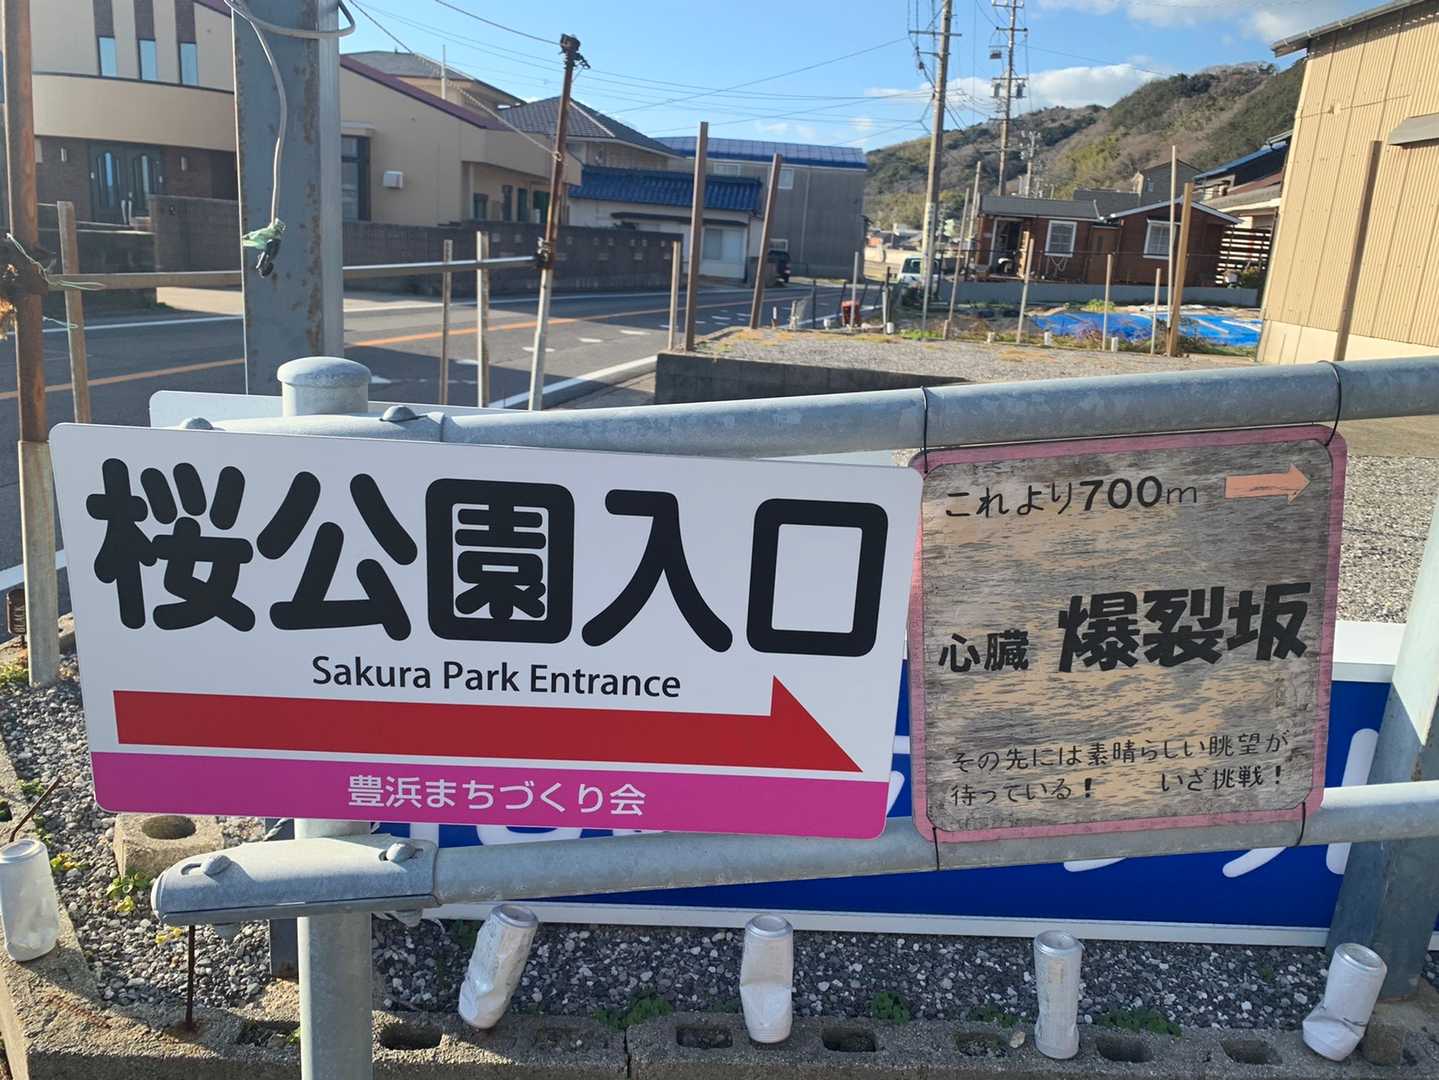 桜公園入口
Sakura Park Entrance
豊浜まちづくり会
これより700m
心臓 爆裂坂
その先には素晴らしい眺望が
待っている! いざ挑戦!